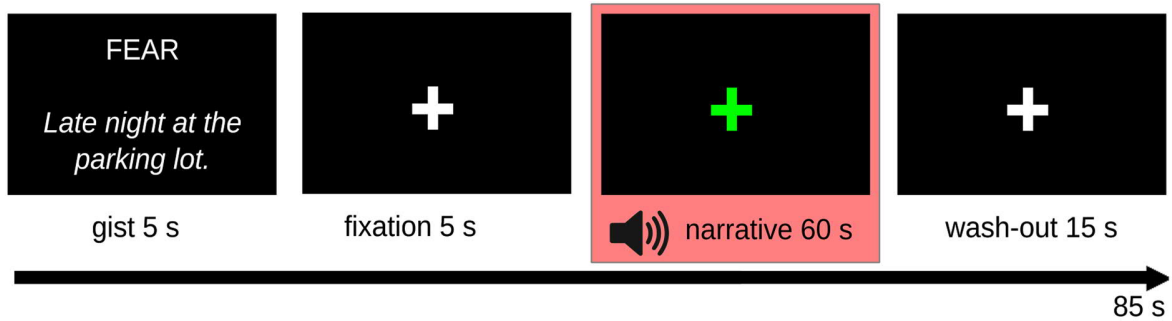 FEAR
Late night at the
parking lot.
gist 5 s
fixation 5 s
narrative 60 s
wash-out 15 s
85 s